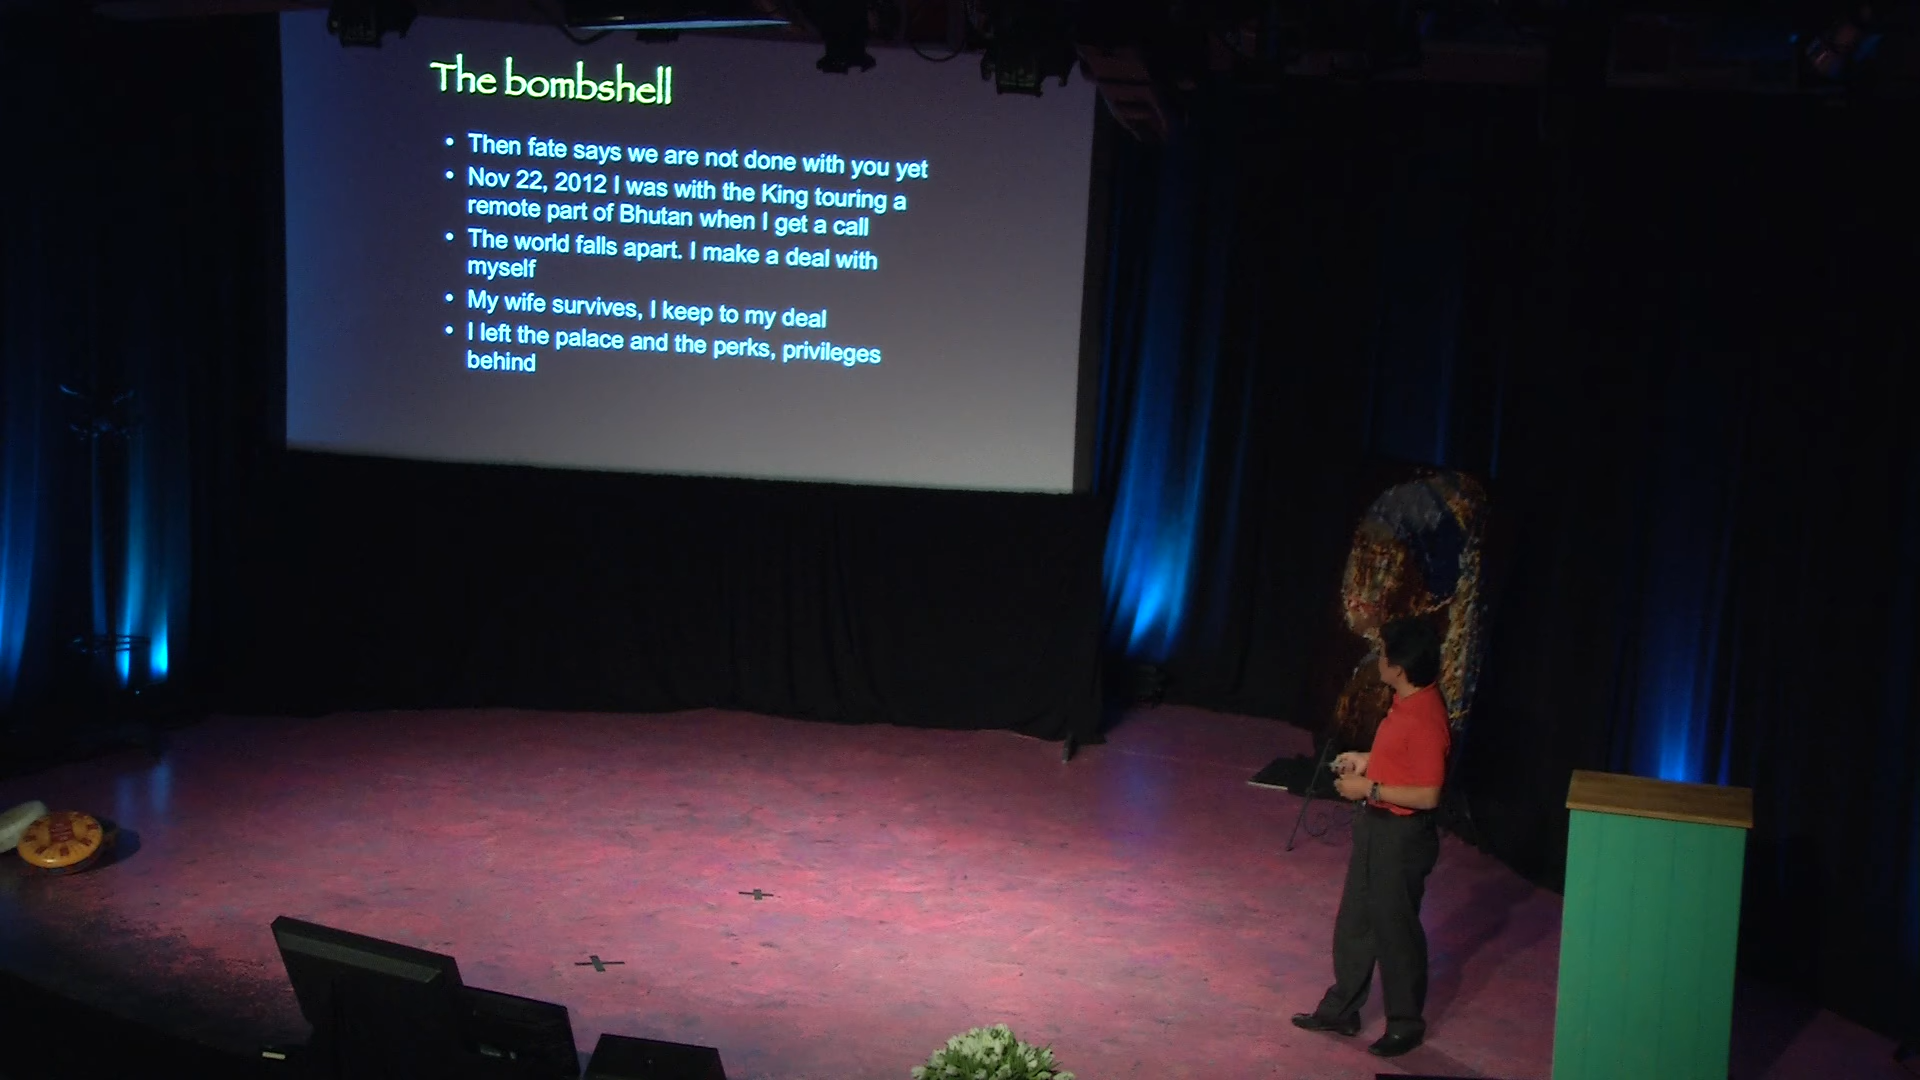 The bombshell
• Then fate says we are not done with you yet
• Nov 22, 2012 I was with the King touring a
remote part of Bhutan when I get a call
• The world falls apart. I make a deal with
myself
• My wife survives, I keep to my deal
• I left the palace and the perks, privileges
behind